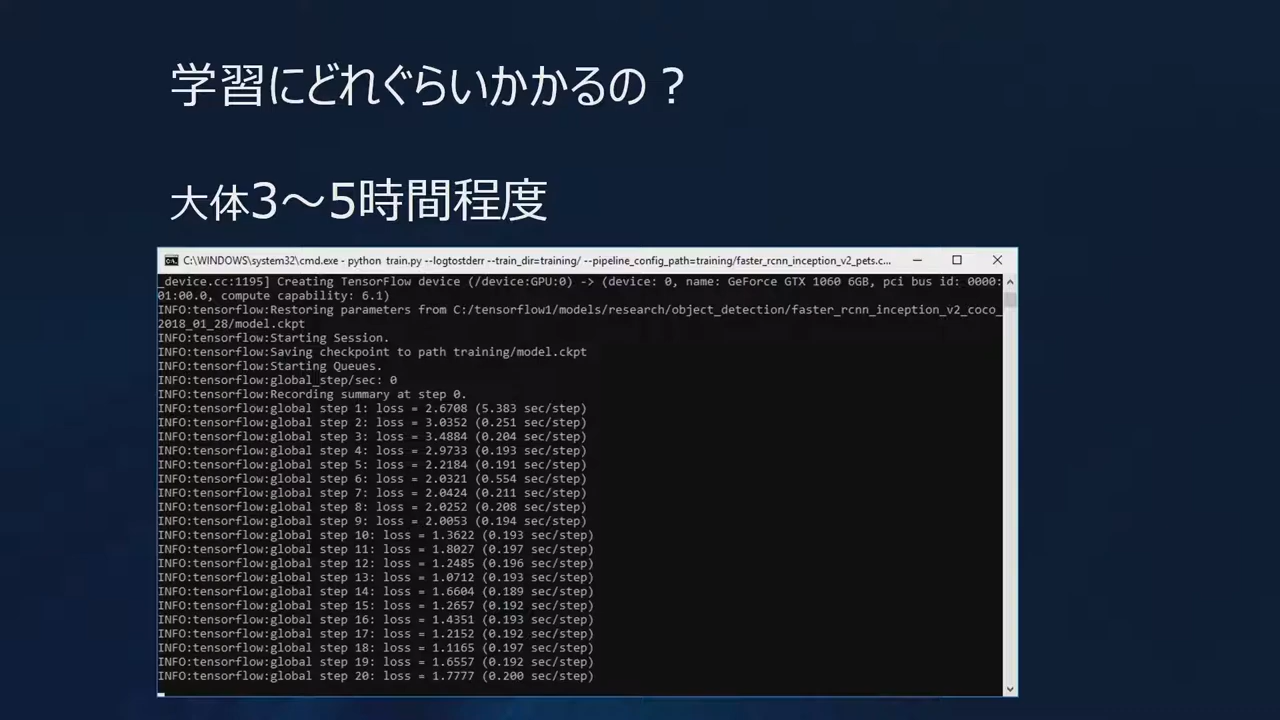 学習にどれぐらいかかるの？
大体3～5時間程度
C:\WINDOWS\system32\cmd.exe - python train.py --logtostderr --train_dir=training/ --pipeline_config_path=training/faster_rcnn_inception_v2_pets.c...
_device.cc:1195] Creating TensorFlow device (/device:GPU:0) -> (device: 0, name: GeForce GTX 1060 6GB, pci bus id: 0000:
01:00.0, compute capability: 6.1)
INFO:tensorflow:Restoring parameters from C:/tensorflow1/models/research/object_detection/faster_rcnn_inception_v2_coco_
2018_01_28/model.ckpt
INFO:tensorflow:Starting Session.
INFO:tensorflow:Saving checkpoint to path training/model.ckpt
INFO:tensorflow:Starting Queues.
INFO:tensorflow:global_step/sec: 0
INFO:tensorflow:Recording summary at step 0.
INFO:tensorflow:global step 1: loss = 2.6708 (5.383 sec/step)
INFO:tensorflow:global step 2: loss = 3.0352 (0.251 sec/step)
INFO:tensorflow:global step 3: loss = 3.4884 (0.204 sec/step)
INFO:tensorflow:global step 4: loss = 2.9733 (0.193 sec/step)
INFO:tensorflow:global step 5: loss = 2.2184 (0.191 sec/step)
INFO:tensorflow:global step 6: loss = 2.0321 (0.554 sec/step)
INFO:tensorflow:global step 7: loss = 2.0424 (0.211 sec/step)
INFO:tensorflow:global step 8: loss = 2.0252 (0.208 sec/step)
INFO:tensorflow:global step 9: loss = 2.0053 (0.194 sec/step)
INFO:tensorflow:global step 10: loss = 1.3622 (0.193 sec/step)
INFO:tensorflow:global step 11: loss = 1.8027 (0.197 sec/step)
INFO:tensorflow:global step 12: loss = 1.2485 (0.196 sec/step)
INFO:tensorflow:global step 13: loss = 1.0712 (0.193 sec/step)
INFO:tensorflow:global step 14: loss = 1.6604 (0.189 sec/step)
INFO:tensorflow:global step 15: loss = 1.2657 (0.192 sec/step)
INFO:tensorflow:global step 16: loss = 1.4351 (0.193 sec/step)
INFO:tensorflow:global step 17: loss = 1.2152 (0.192 sec/step)
INFO:tensorflow:global step 18: loss = 1.1165 (0.197 sec/step)
INFO:tensorflow:global step 19: loss = 1.6557 (0.192 sec/step)
INFO:tensorflow:global step 20: loss = 1.7777 (0.200 sec/step)